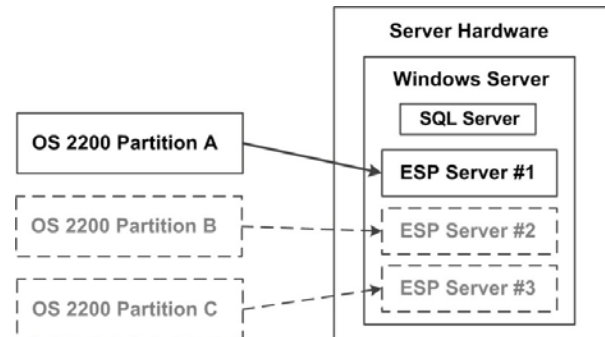 Server Hardware
Windows Server
SQL Server
OS 2200 Partition A
ESP Server #1
OS 2200 Partition B
ESP Server #2
OS 2200 Partition C
ESP Server #3